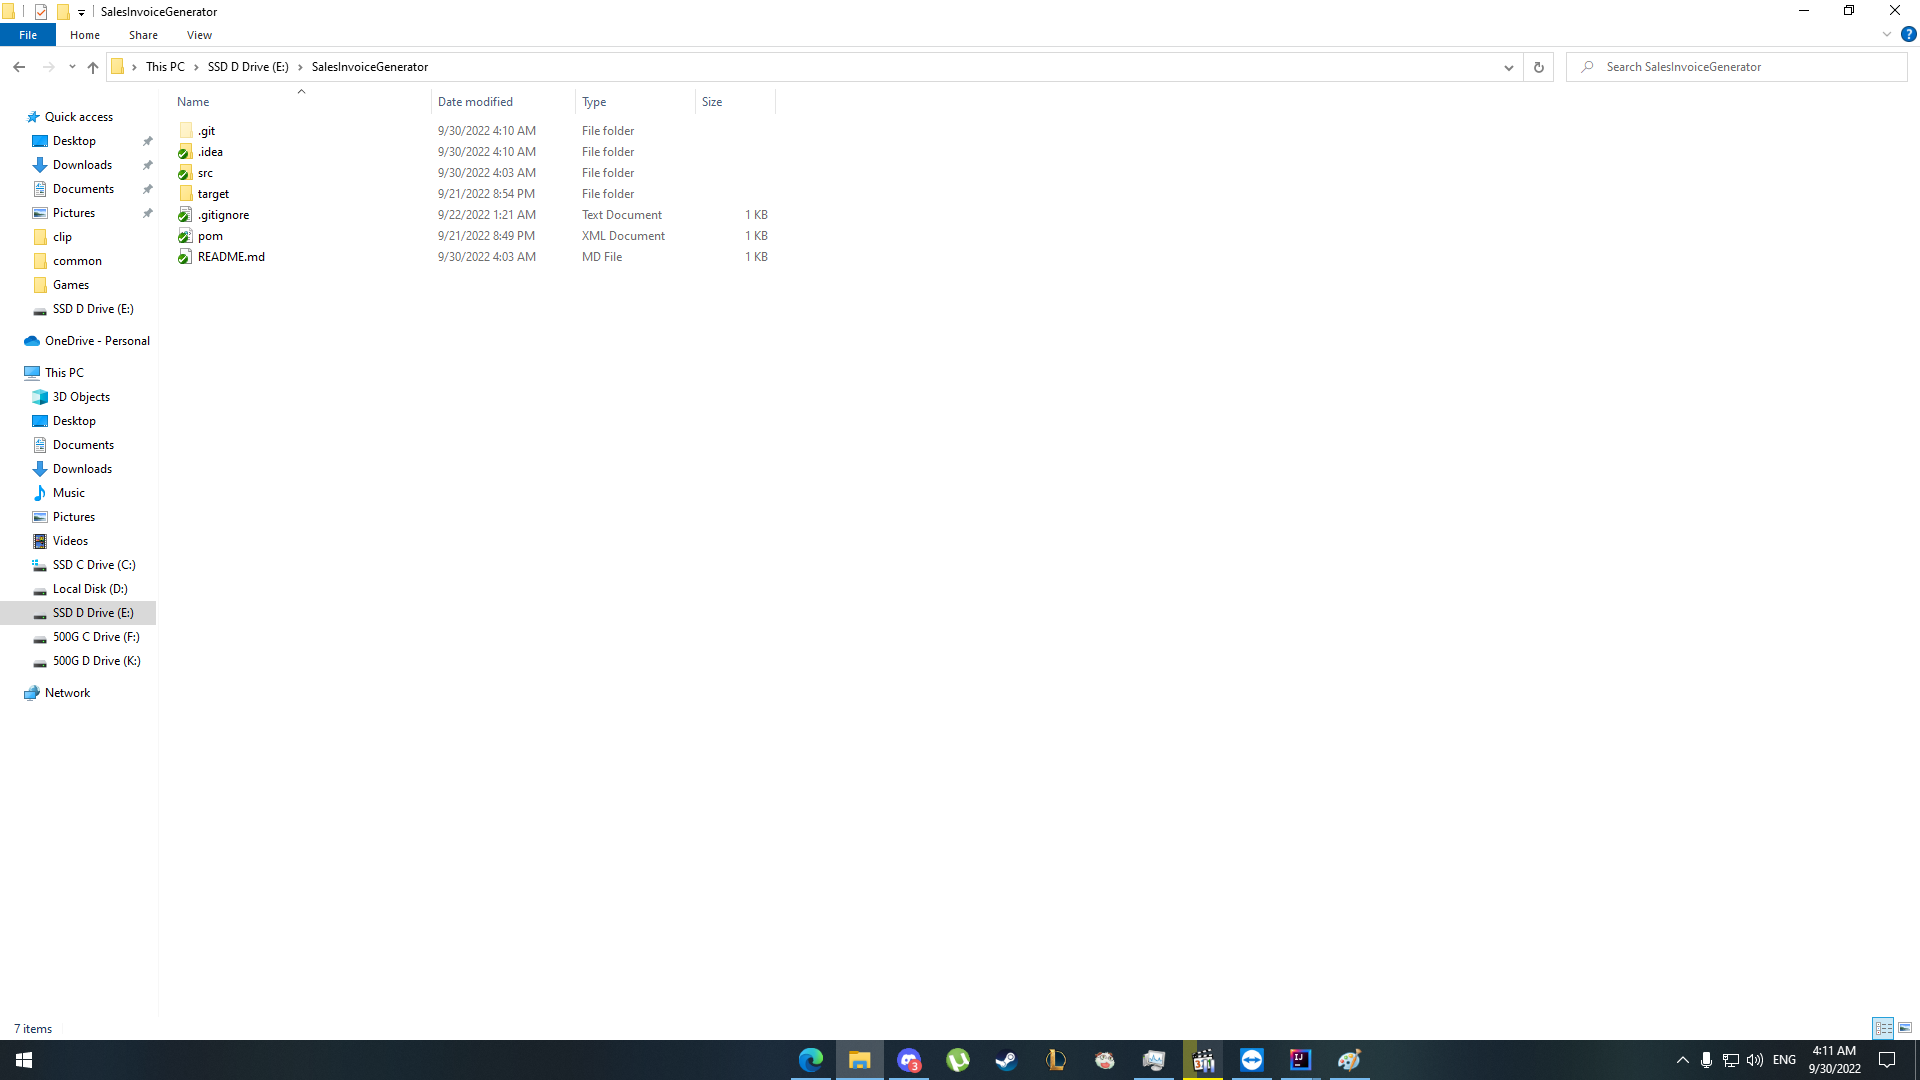 SalesInvoiceGenerator
File Home Share View
This PC SSD D Drive (E:) SalesInvoiceGenerator
Search SalesInvoiceGenerator
Name Date modified Type Size
.git 9/30/2022 4:10 AM File folder
.idea 9/30/2022 4:10 AM File folder
src 9/30/2022 4:03 AM File folder
target 9/21/2022 8:54 PM File folder
.gitignore 9/22/2022 1:21 AM Text Document 1 KB
pom 9/21/2022 8:49 PM XML Document 1 KB
README.md 9/30/2022 4:03 AM MD File 1 KB
Quick access
Desktop
Downloads
Documents
Pictures
clip
common
Games
SSD D Drive (E:)
OneDrive - Personal
This PC
3D Objects
Desktop
Documents
Downloads
Music
Pictures
Videos
SSD C Drive (C:)
Local Disk (D:)
SSD D Drive (E:)
500G C Drive (F:)
500G D Drive (K:)
Network
7 items
3
IJ
ENG
4:11 AM
9/30/2022